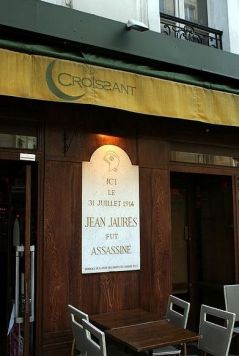 CROISSANT
ICI
LE
31 JUILLET 1914
JEAN JAURÈS
FUT
ASSASSINÉ